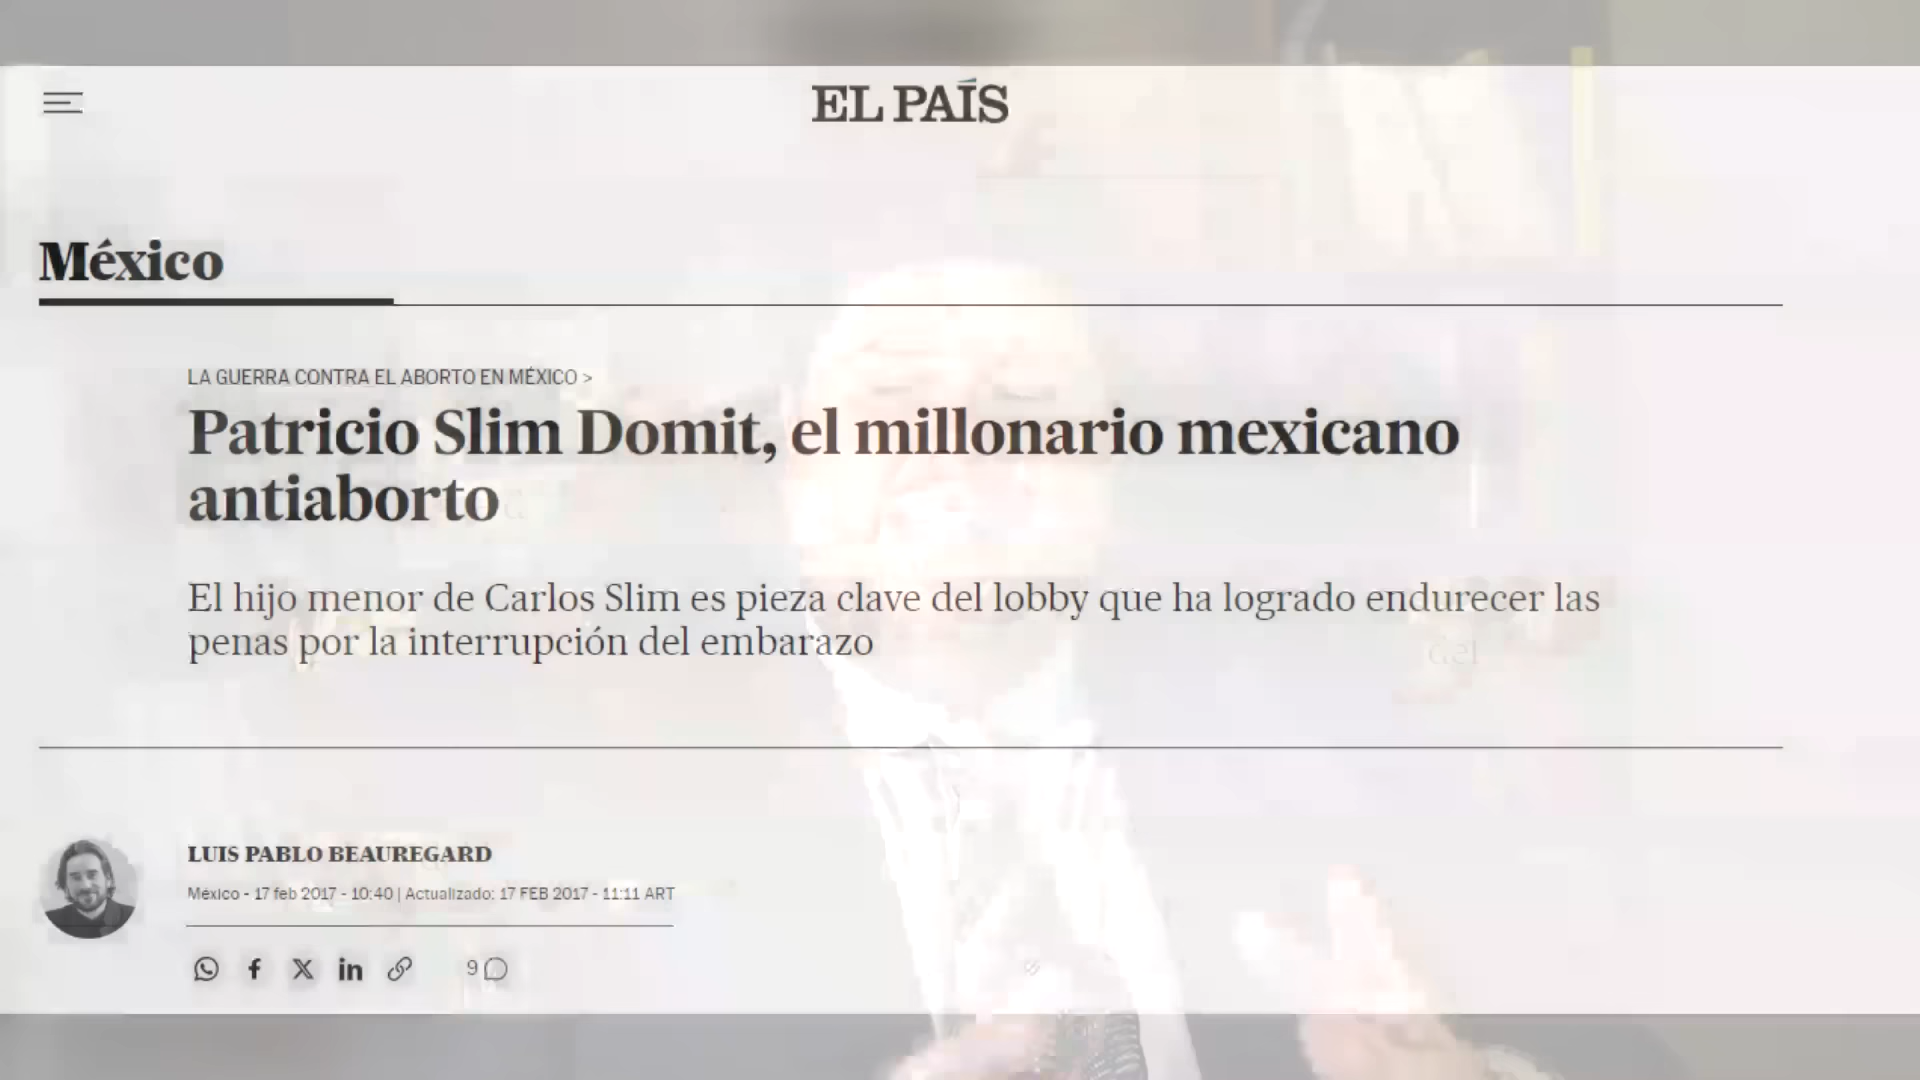 EL PAÍS
México
LA GUERRA CONTRA EL ABORTO EN MÉXICO >
Patricio Slim Domit, el millonario mexicano
antiaborto
El hijo menor de Carlos Slim es pieza clave del lobby que ha logrado endurecer las
penas por la interrupción del embarazo
LUIS PABLO BEAUREGARD
México - 17 feb 2017 - 10:40 | Actualizado: 17 FEB 2017 - 11:11 ART
9